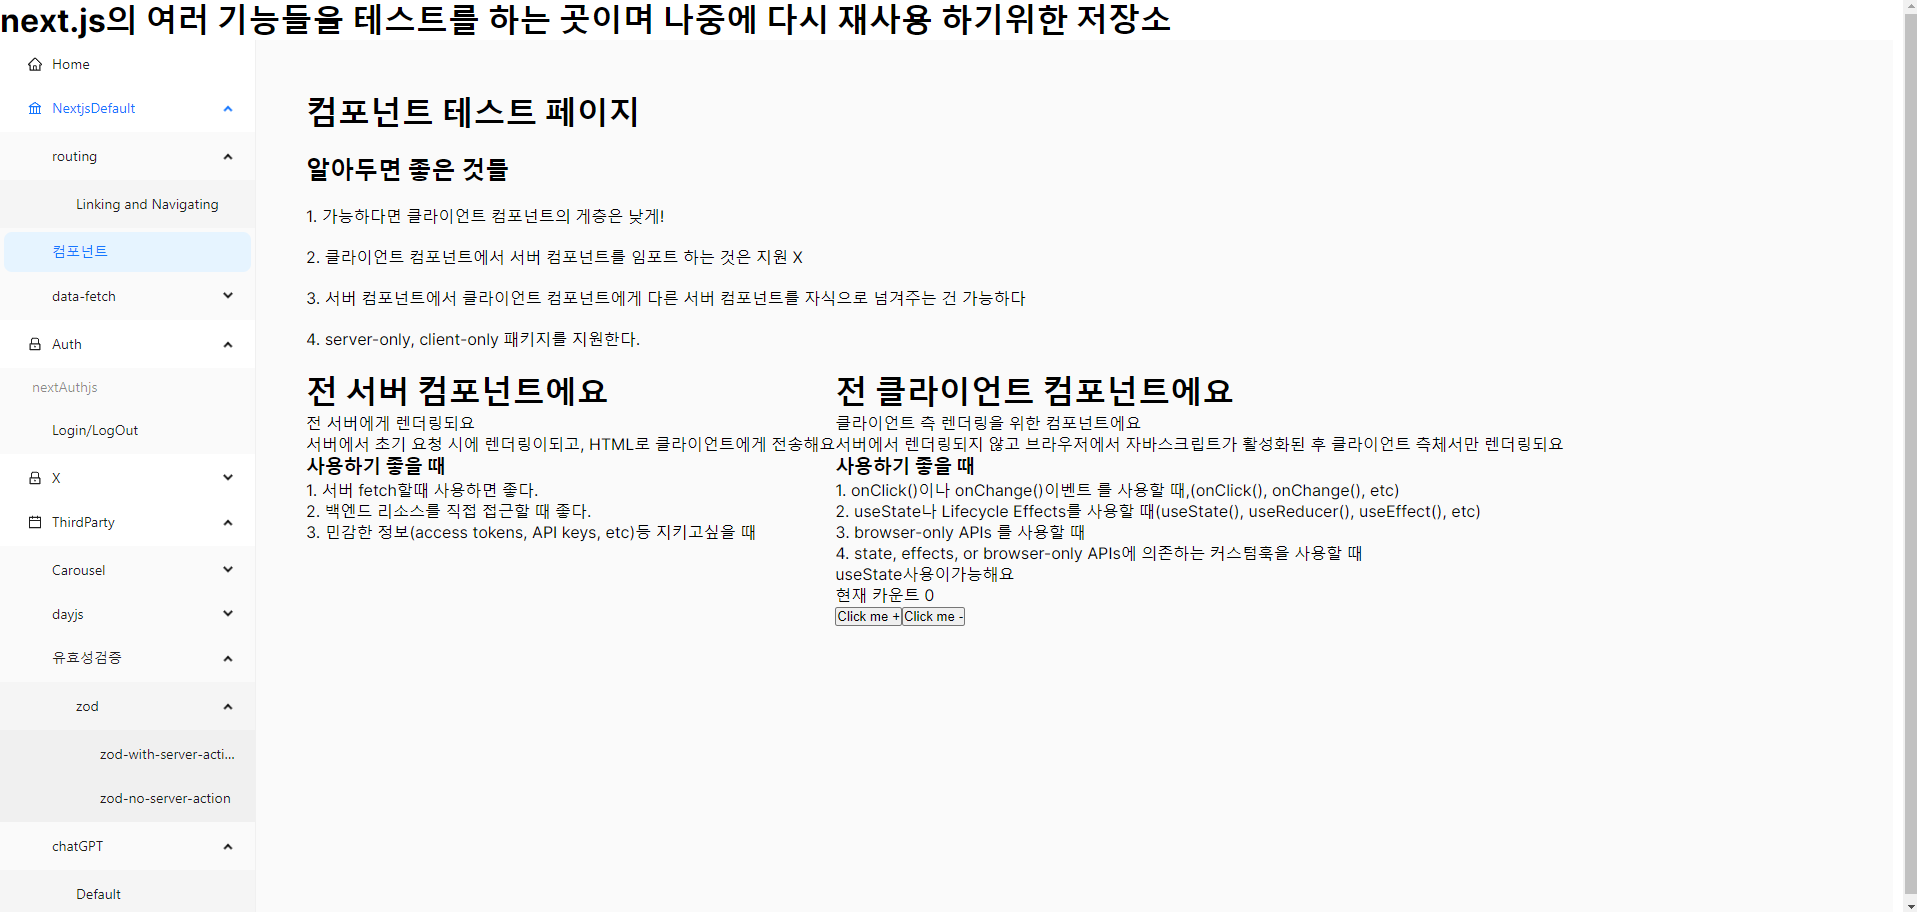 next.js의 여러 기능들을 테스트를 하는 곳이며 나중에 다시 재사용 하기위한 저장소
Home
NextjsDefault
routing
Linking and Navigating
컴포넌트
data-fetch
Auth
nextAuthjs
Login/LogOut
X
ThirdParty
Carousel
dayjs
유효성검증
zod
zod-with-server-acti...
zod-no-server-action
chatGPT
Default
컴포넌트 테스트 페이지
알아두면 좋은 것들
1. 가능하다면 클라이언트 컴포넌트의 게층은 낮게!
2. 클라이언트 컴포넌트에서 서버 컴포넌트를 임포트 하는 것은 지원 X
3. 서버 컴포넌트에서 클라이언트 컴포넌트에게 다른 서버 컴포넌트를 자식으로 넘겨주는 건 가능하다
4. server-only, client-only 패키지를 지원한다.
전 서버 컴포넌트에요
전 서버에게 렌더링되요
서버에서 초기 요청 시에 렌더링이되고, HTML로 클라이언트에게 전송해요
사용하기 좋을 때
1. 서버 fetch할때 사용하면 좋다.
2. 백엔드 리소스를 직접 접근할 때 좋다.
3. 민감한 정보(access tokens, API keys, etc)등 지키고싶을 때
전 클라이언트 컴포넌트에요
클라이언트 측 렌더링을 위한 컴포넌트에요
서버에서 렌더링되지 않고 브라우저에서 자바스크립트가 활성화된 후 클라이언트 측체서만 렌더링되요
사용하기 좋을 때
1. onClick()이나 onChange()이벤트 를 사용할 때,(onClick(), onChange(), etc)
2. useState나 Lifecycle Effects를 사용할 때(useState(), useReducer(), useEffect(), etc)
3. browser-only APIs 를 사용할 때
4. state, effects, or browser-only APIs에 의존하는 커스텀훅을 사용할 때
useState사용이가능해요
현재 카운트 0
Click me +
Click me -